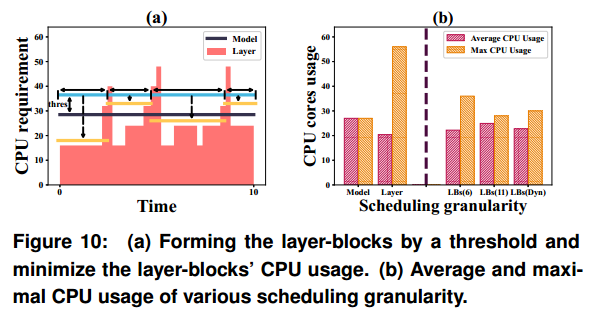 (a)
(b)
CPU requirement
60
50
40
30
20
10
0
Model
Layer
thres
0
10
Time
CPU cores usage
60
50
40
30
20
10
0
Average CPU Usage
Max CPU Usage
Model
Layer
LBs(6)
LBs(11)
LBs(Dyn)
Scheduling granularity
Figure 10: (a) Forming the layer-blocks by a threshold and
minimize the layer-blocks’ CPU usage. (b) Average and maxi-
mal CPU usage of various scheduling granularity.